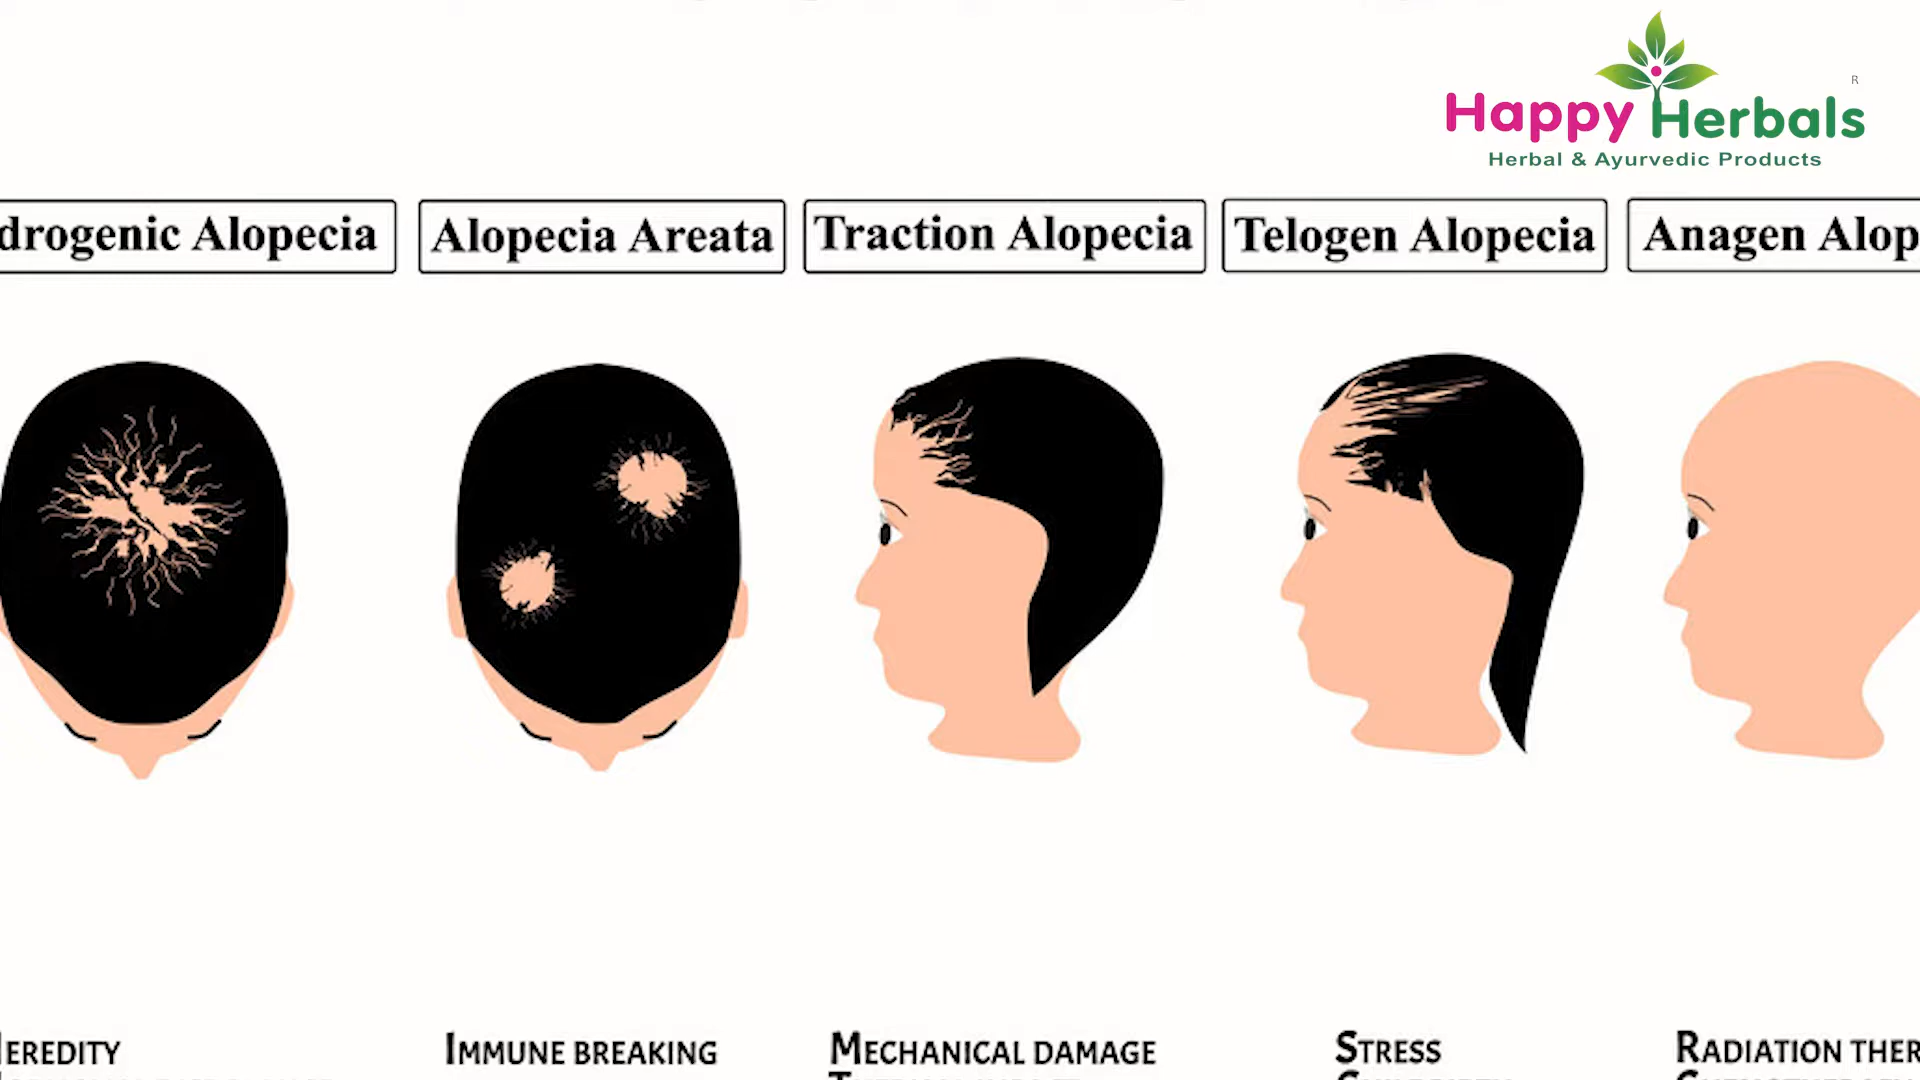 Happy Herbals
R
Herbal & Ayurvedic Products
drogenic Alopecia
Alopecia Areata
Traction Alopecia
Telogen Alopecia
Anagen Alop
EREDITY
IMMUNE BREAKING
MECHANICAL DAMAGE
STRESS
RADIATION THER